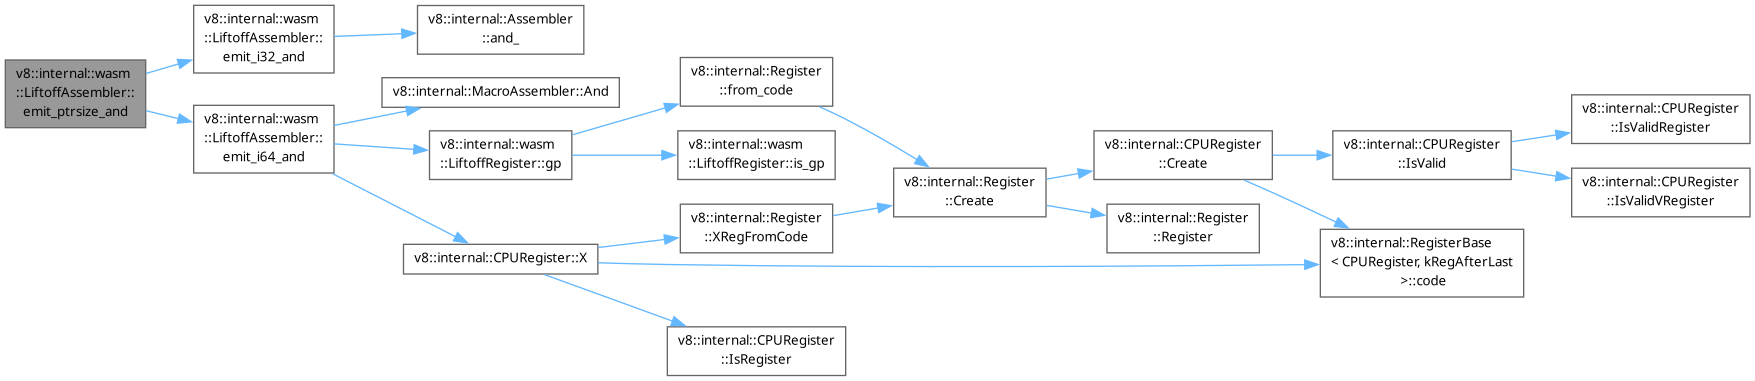 v8::internal::wasm
::LiftoffAssembler::
emit_ptrsize_and
v8::internal::wasm
::LiftoffAssembler::
emit_i32_and
v8::internal::Assembler
::and_
v8::internal::wasm
::LiftoffAssembler::
emit_i64_and
v8::internal::MacroAssembler::And
v8::internal::wasm
::LiftoffRegister::gp
v8::internal::Register
::from_code
v8::internal::wasm
::LiftoffRegister::is_gp
v8::internal::CPURegister::X
v8::internal::Register
::XRegFromCode
v8::internal::Register
::Create
v8::internal::CPURegister
::Create
v8::internal::Register
::Register
v8::internal::CPURegister
::IsValid
v8::internal::CPURegister
::IsValidRegister
v8::internal::CPURegister
::IsValidVRegister
v8::internal::RegisterBase
< CPURegister, kRegAfterLast
>::code
v8::internal::CPURegister
::IsRegister